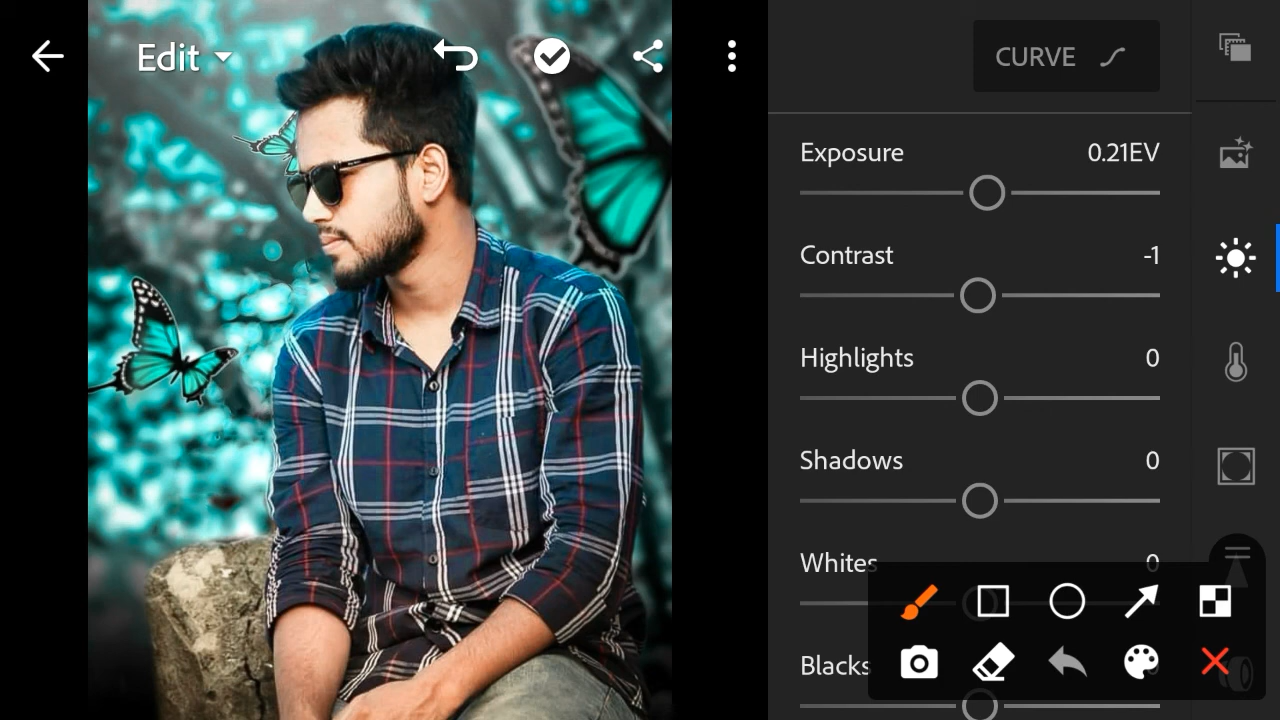 Edit
CURVE
Exposure 0.21EV
Contrast -1
Highlights 0
Shadows 0
Whites 0
Blacks